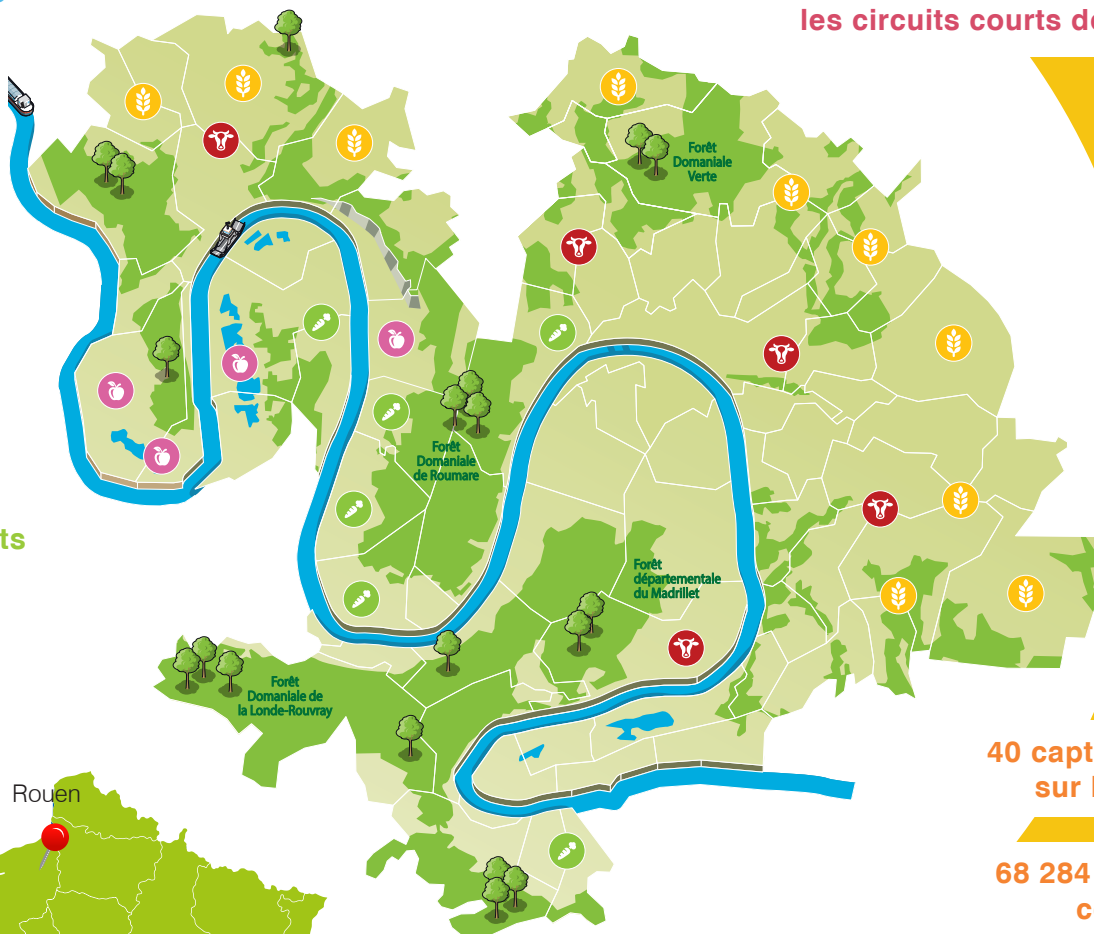 les circuits courts de
Forêt
Domaniale
Verte
Forêt
Domaniale
de Roumare
ts
Forêt
départementale
du Madrillet
Forêt
Domaniale de
la Londe-Rouvray
40 capt
sur l
Rouen
68 284
c